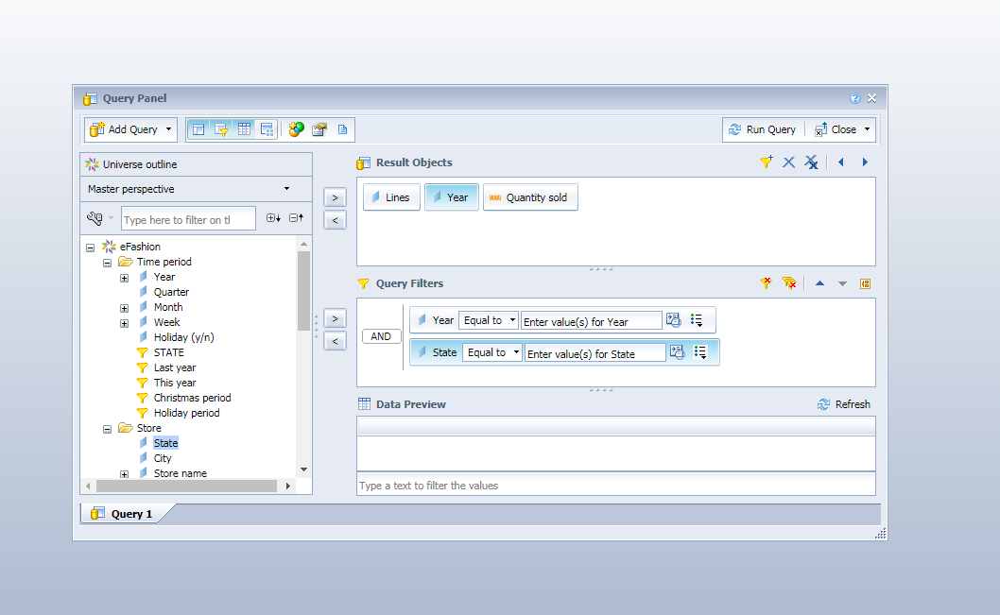 Query Panel
Add Query
Run Query
Close
Universe outline
Master perspective
Type here to filter on tl
eFashion
Time period
Year
Quarter
Month
Week
Holiday (y/n)
STATE
Last year
This year
Christmas period
Holiday period
Store
State
City
Store name
>
<
>
<
Result Objects
Lines
Year
Quantity sold
Query Filters
AND
Year Equal to Enter value(s) for Year
State Equal to Enter value(s) for State
Data Preview
Refresh
Type a text to filter the values
Query 1